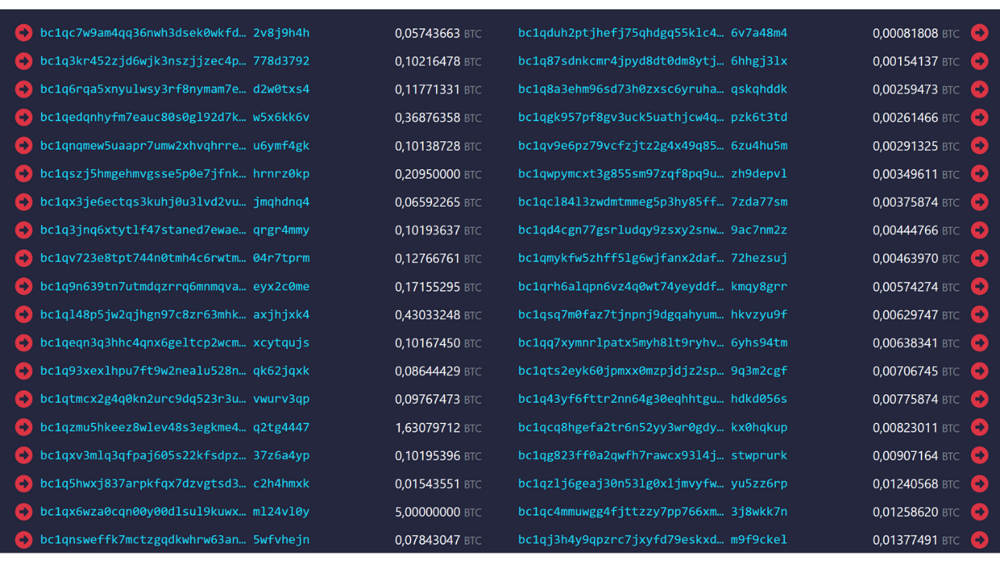 bc1qc7w9am4qq36nwh3dsek0wkfd… 2v8j9h4h 0,05743663 BTC bc1qduh2ptjhefj75qhdgq55klc4… 6v7a48m4 0,00081808 BTC
bc1q3kr452zjd6wjk3nszjjzec4p… 778d3792 0,10216478 BTC bc1q87sdnkcmr4jpyd8dt0dm8ytj… 6hhgj3lx 0,00154137 BTC
bc1q6rqa5xnyulwsy3rf8nymam7e… d2w0txs4 0,11771331 BTC bc1q8a3ehm96sd73h0zxsc6yruha… qskqhddk 0,00259473 BTC
bc1qedqnhyfm7eauc80s0gl92d7k… w5x6kk6v 0,36876358 BTC bc1qgk957pf8gv3uck5uathjcw4q… pzk6t3td 0,00261466 BTC
bc1qnqmew5uaapr7umw2xhvqhrre… u6ymf4gk 0,10138728 BTC bc1qv9e6pz79vcfzjtz2g4x49q85… 6zu4hu5m 0,00291325 BTC
bc1qszj5hmgehmvgsse5p0e7jfnk… hrnrz0kp 0,20950000 BTC bc1qwpymcxt3g855sm97zqf8pq9u… zh9depvl 0,00349611 BTC
bc1qx3je6ectqs3kuhj0u3lvd2vu… jmqhdnq4 0,06592265 BTC bc1qcl84l3zwdmtmmeg5p3hy85ff… 7zda77sm 0,00375874 BTC
bc1q3jnq6xtytlf47staned7ewae… qrgr4mmy 0,10193637 BTC bc1qd4cgn77gsrludqy9zsxy2snw… 9ac7nm2z 0,00444766 BTC
bc1qv723e8tpt744n0tmh4c6rwtm… 04r7tprm 0,12766761 BTC bc1qmykfw5zhff5lg6wjfanx2daf… 72hezsuj 0,00463970 BTC
bc1q9n639tn7utmdqzrrq6mnmqva… eyx2c0me 0,17155295 BTC bc1qrh6alqpn6vz4q0wt74yeyddf… kmqy8grr 0,00574274 BTC
bc1ql48p5jw2qjhgn97c8zr63mhk… axjhjxk4 0,43033248 BTC bc1qsq7m0faz7tjnpnj9dgqahyum… hkvzyu9f 0,00629747 BTC
bc1qeqn3q3hhc4qnx6geltcp2wcm… xcytqujs 0,10167450 BTC bc1qq7xymnrlpatx5myh8lt9ryhv… 6yhs94tm 0,00638341 BTC
bc1q93xexlhpu7ft9w2nealu528n… qk62jqxk 0,08644429 BTC bc1qts2eyk60jpmxx0mzpjdjz2sp… 9q3m2cgf 0,00706745 BTC
bc1qtmcx2g4q0kn2urc9dq523r3u… vwurv3qp 0,09767473 BTC bc1q43yf6fttr2nn64g30eqhhtgu… hdkd056s 0,00775874 BTC
bc1qzmu5hkeez8wlev48s3egkme4… q2tg4447 1,63079712 BTC bc1qcq8hgefa2tr6n52yy3wr0gdy… kx0hqkup 0,00823011 BTC
bc1qxv3mlq3qfpaj605s22kfsdpz… 37z6a4yp 0,10195396 BTC bc1qg823ff0a2qwfh7rawcx93l4j… stwprurk 0,00907164 BTC
bc1q5hwxj837arpkfqx7dzvgtsd3… c2h4hmxk 0,01543551 BTC bc1qzlj6geaj30n53lg0xljmvyfw… yu5zz6rp 0,01240568 BTC
bc1qx6wza0cqn00y00dlsul9kuwx… ml24vl0y 5,00000000 BTC bc1qc4mmuwgg4fjttzzy7pp766xm… 3j8wkk7n 0,01258620 BTC
bc1qnsweffk7mctzgqdkwhrw63an… 5wfvhejn 0,07843047 BTC bc1qj3h4y9qpzrc7jxyfd79eskxd… m9f9ckel 0,01377491 BTC